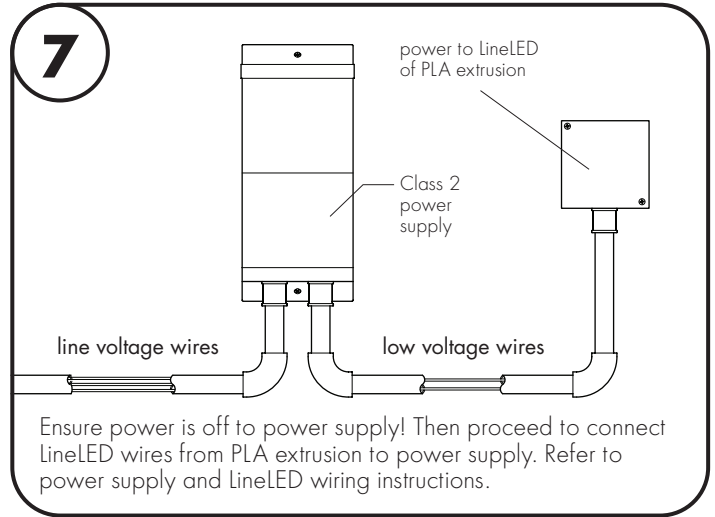 7
power to LineLED
of PLA extrusion
Class 2
power
supply
line voltage wires
low voltage wires
Ensure power is off to power supply! Then proceed to connect
LineLED wires from PLA extrusion to power supply. Refer to
power supply and LineLED wiring instructions.